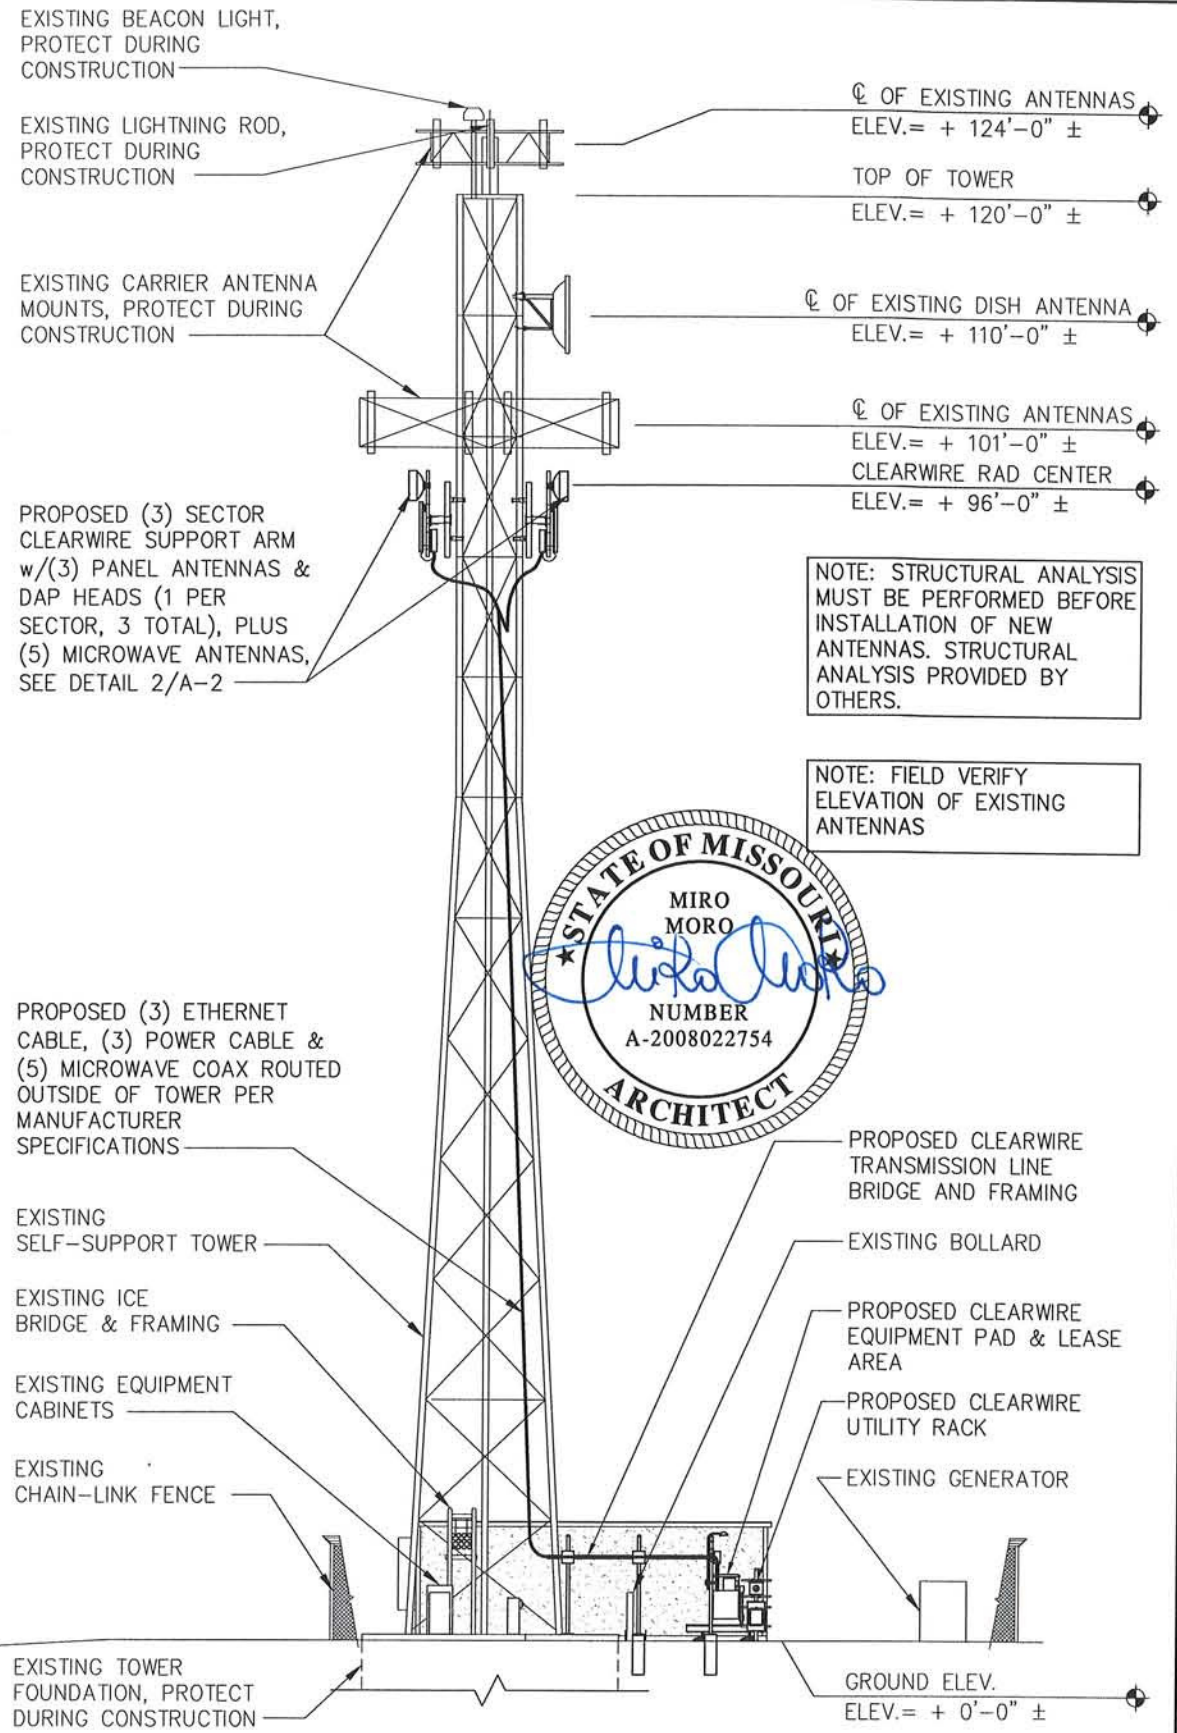 EXISTING BEACON LIGHT,
PROTECT DURING
CONSTRUCTION
EXISTING LIGHTNING ROD,
PROTECT DURING
CONSTRUCTION
EXISTING CARRIER ANTENNA
MOUNTS, PROTECT DURING
CONSTRUCTION
PROPOSED (3) SECTOR
CLEARWIRE SUPPORT ARM
w/(3) PANEL ANTENNAS &
DAP HEADS (1 PER
SECTOR, 3 TOTAL), PLUS
(5) MICROWAVE ANTENNAS,
SEE DETAIL 2/A-2
PROPOSED (3) ETHERNET
CABLE, (3) POWER CABLE &
(5) MICROWAVE COAX ROUTED
OUTSIDE OF TOWER PER
MANUFACTURER
SPECIFICATIONS
EXISTING
SELF-SUPPORT TOWER
EXISTING ICE
BRIDGE & FRAMING
EXISTING EQUIPMENT
CABINETS
EXISTING
CHAIN-LINK FENCE
EXISTING TOWER
FOUNDATION, PROTECT
DURING CONSTRUCTION
℄ OF EXISTING ANTENNAS
ELEV.= + 124'-0" ±
TOP OF TOWER
ELEV.= + 120'-0" ±
℄ OF EXISTING DISH ANTENNA
ELEV.= + 110'-0" ±
℄ OF EXISTING ANTENNAS
ELEV.= + 101'-0" ±
CLEARWIRE RAD CENTER
ELEV.= + 96'-0" ±
NOTE: STRUCTURAL ANALYSIS
MUST BE PERFORMED BEFORE
INSTALLATION OF NEW
ANTENNAS. STRUCTURAL
ANALYSIS PROVIDED BY
OTHERS.
NOTE: FIELD VERIFY
ELEVATION OF EXISTING
ANTENNAS
STATE OF MISSOURI
MIRO
MORO
Miro Moro
NUMBER
A-2008022754
ARCHITECT
PROPOSED CLEARWIRE
TRANSMISSION LINE
BRIDGE AND FRAMING
EXISTING BOLLARD
PROPOSED CLEARWIRE
EQUIPMENT PAD & LEASE
AREA
PROPOSED CLEARWIRE
UTILITY RACK
EXISTING GENERATOR
GROUND ELEV.
ELEV.= + 0'-0" ±